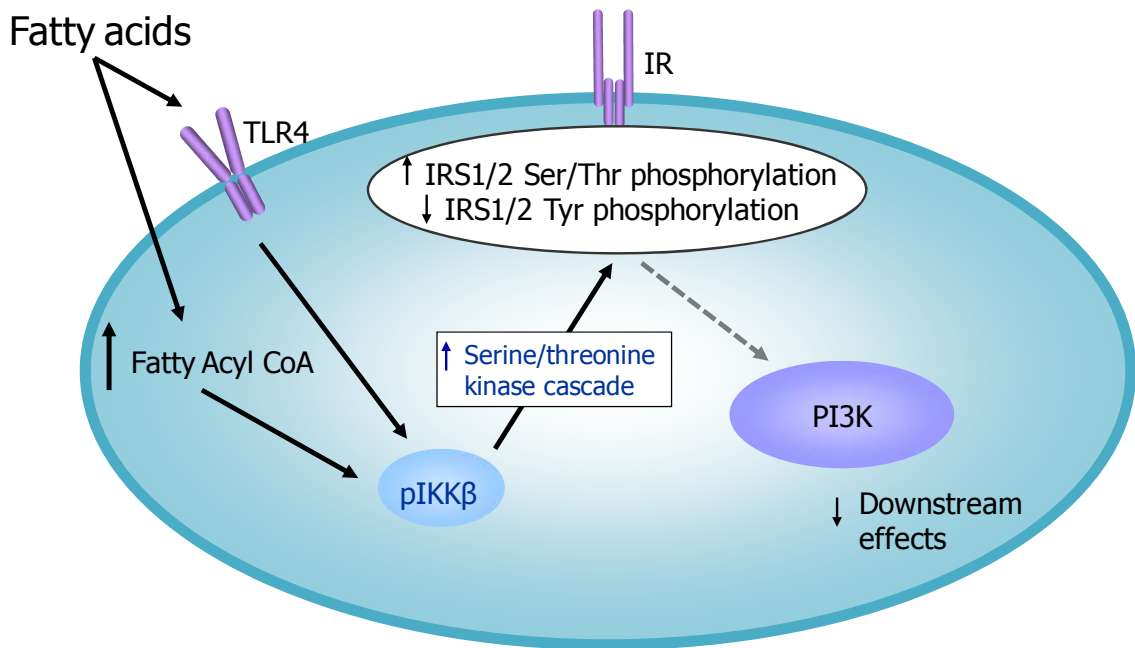 Fatty acids
IR
TLR4
↑ IRS1/2 Ser/Thr phosphorylation
↓ IRS1/2 Tyr phosphorylation
↑ Fatty Acyl CoA
↑ Serine/threonine
kinase cascade
PI3K
pIKKβ
↓ Downstream
effects